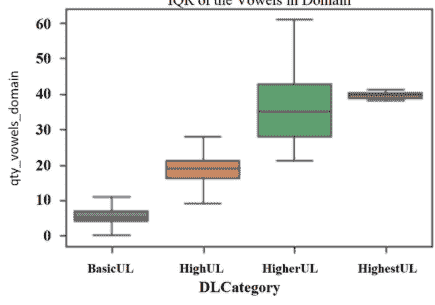 IQR of the Vowels in Domain
60
50
40
30
20
10
0
qty_vowels_domain
BasicUL HighUL HigherUL HighestUL
DLCategory